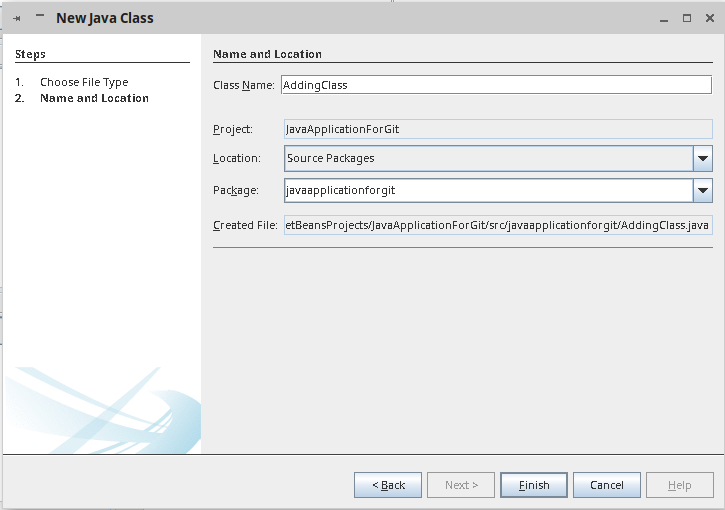 New Java Class
Steps
1. Choose File Type
2. Name and Location
Name and Location
Class Name: AddingClass
Project: JavaApplicationForGit
Location: Source Packages
Package: javaapplicationforgit
Created File: etBeansProjects/JavaApplicationForGit/src/javaapplicationforgit/AddingClass.java
< Back Next > Finish Cancel Help